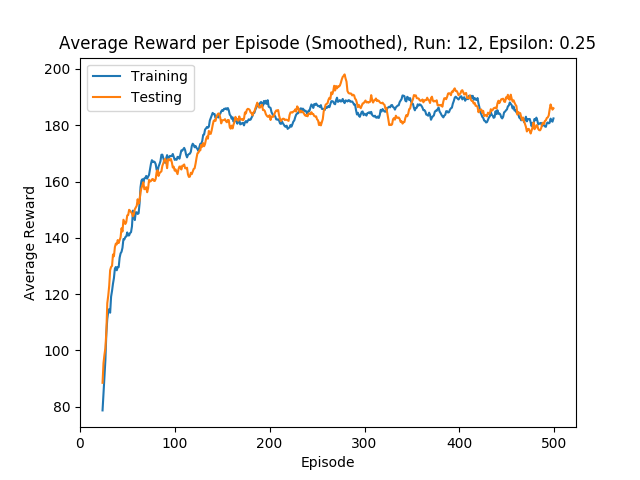 Average Reward per Episode (Smoothed), Run: 12, Epsilon: 0.25
Training
Testing
200
180
160
140
120
100
80
Average Reward
0 100 200 300 400 500
Episode